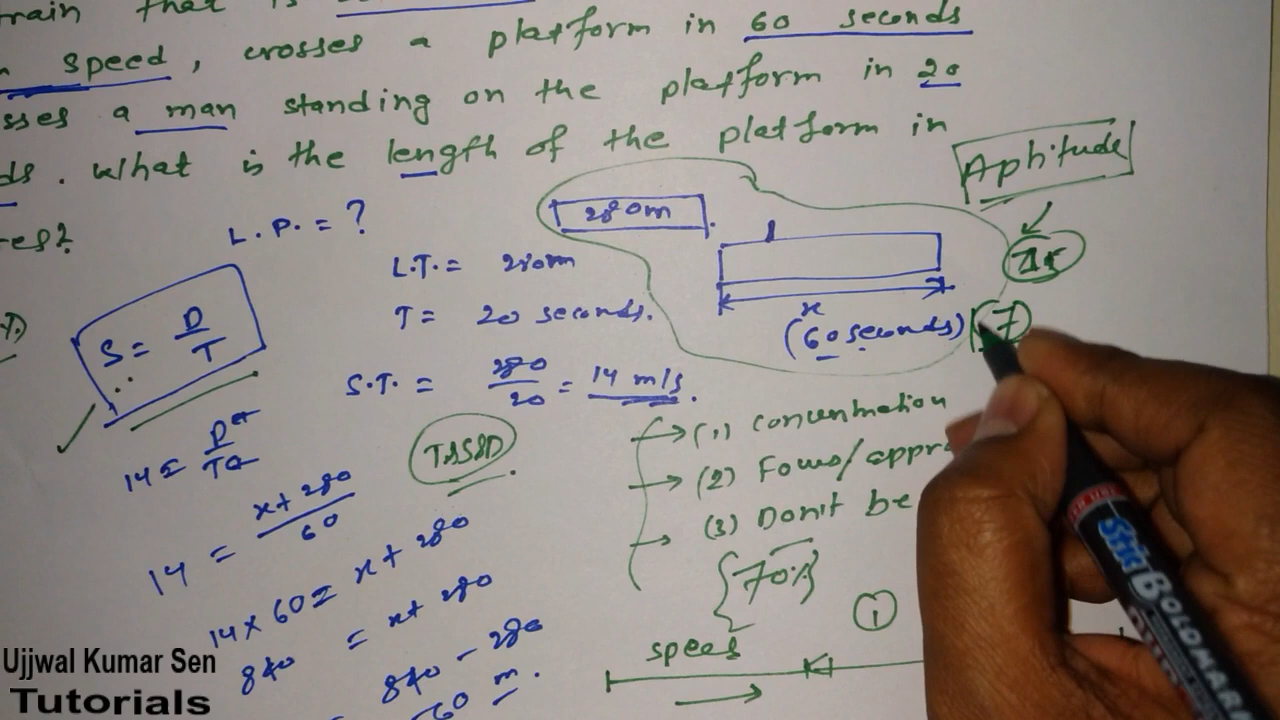 train that is
speed, crosses a platform in 60 seconds
sses a man standing on the platform in 20
ds. What is the length of the platform in
res?
L.P. = ?
280m
l
x
(60 seconds)
Aptitude
15
7
L.T. = 280m
T = 20 seconds.
S = D/T
S.T. = 280/20 = 14 m/s.
14 =
14 = x + 280/60
14 x 60 = x + 280
840 = x + 280
840 - 280
60 m.
(1) concentration
(2) Focus/appr
(3) Don't be
{70%}
1
speed
Stic BOLOMARK
Ujjwal Kumar Sen
Tutorials